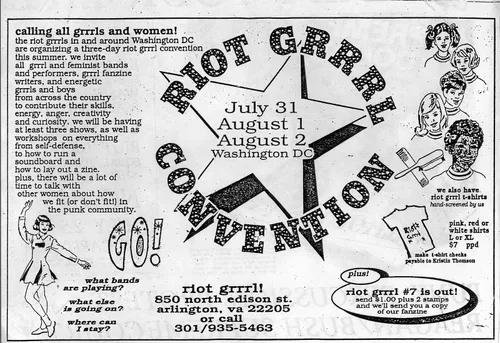 calling all grrrls and women!
the riot grrrls in and around Washington DC
are organizing a three-day riot grrrl convention
this summer. we invite
all grrrl and feminist bands
and performers, grrrl fanzine
writers, and energetic
grrrls and boys
from across the country
to contribute their skills,
energy, anger, creativity
and curiosity. we will be having
at least three shows, as well as
workshops on everything
from self-defense,
to how to run a
soundboard and
how to lay out a zine.
plus, there will be a lot of
time to talk with
other women about how
we fit (or don't fit!) in
the punk community.
RIOT GRRRL
July 31
August 1
August 2
Washington DC
CONVENTION
GO!
what bands
are playing?
what else
is going on?
where can
I stay?
riot grrrl!
850 north edison st.
arlington, va 22205
or call
301/935-5463
we also have
riot grrrl t-shirts
hand-screened by us
Riot
Grrrl
pink, red or
white shirts
L or XL
$7 ppd
make t-shirt checks
payable to Kristin Thomson
plus!
riot grrrl #7 is out!
send $1.00 plus 2 stamps
and we'll send you a copy
of our fanzine